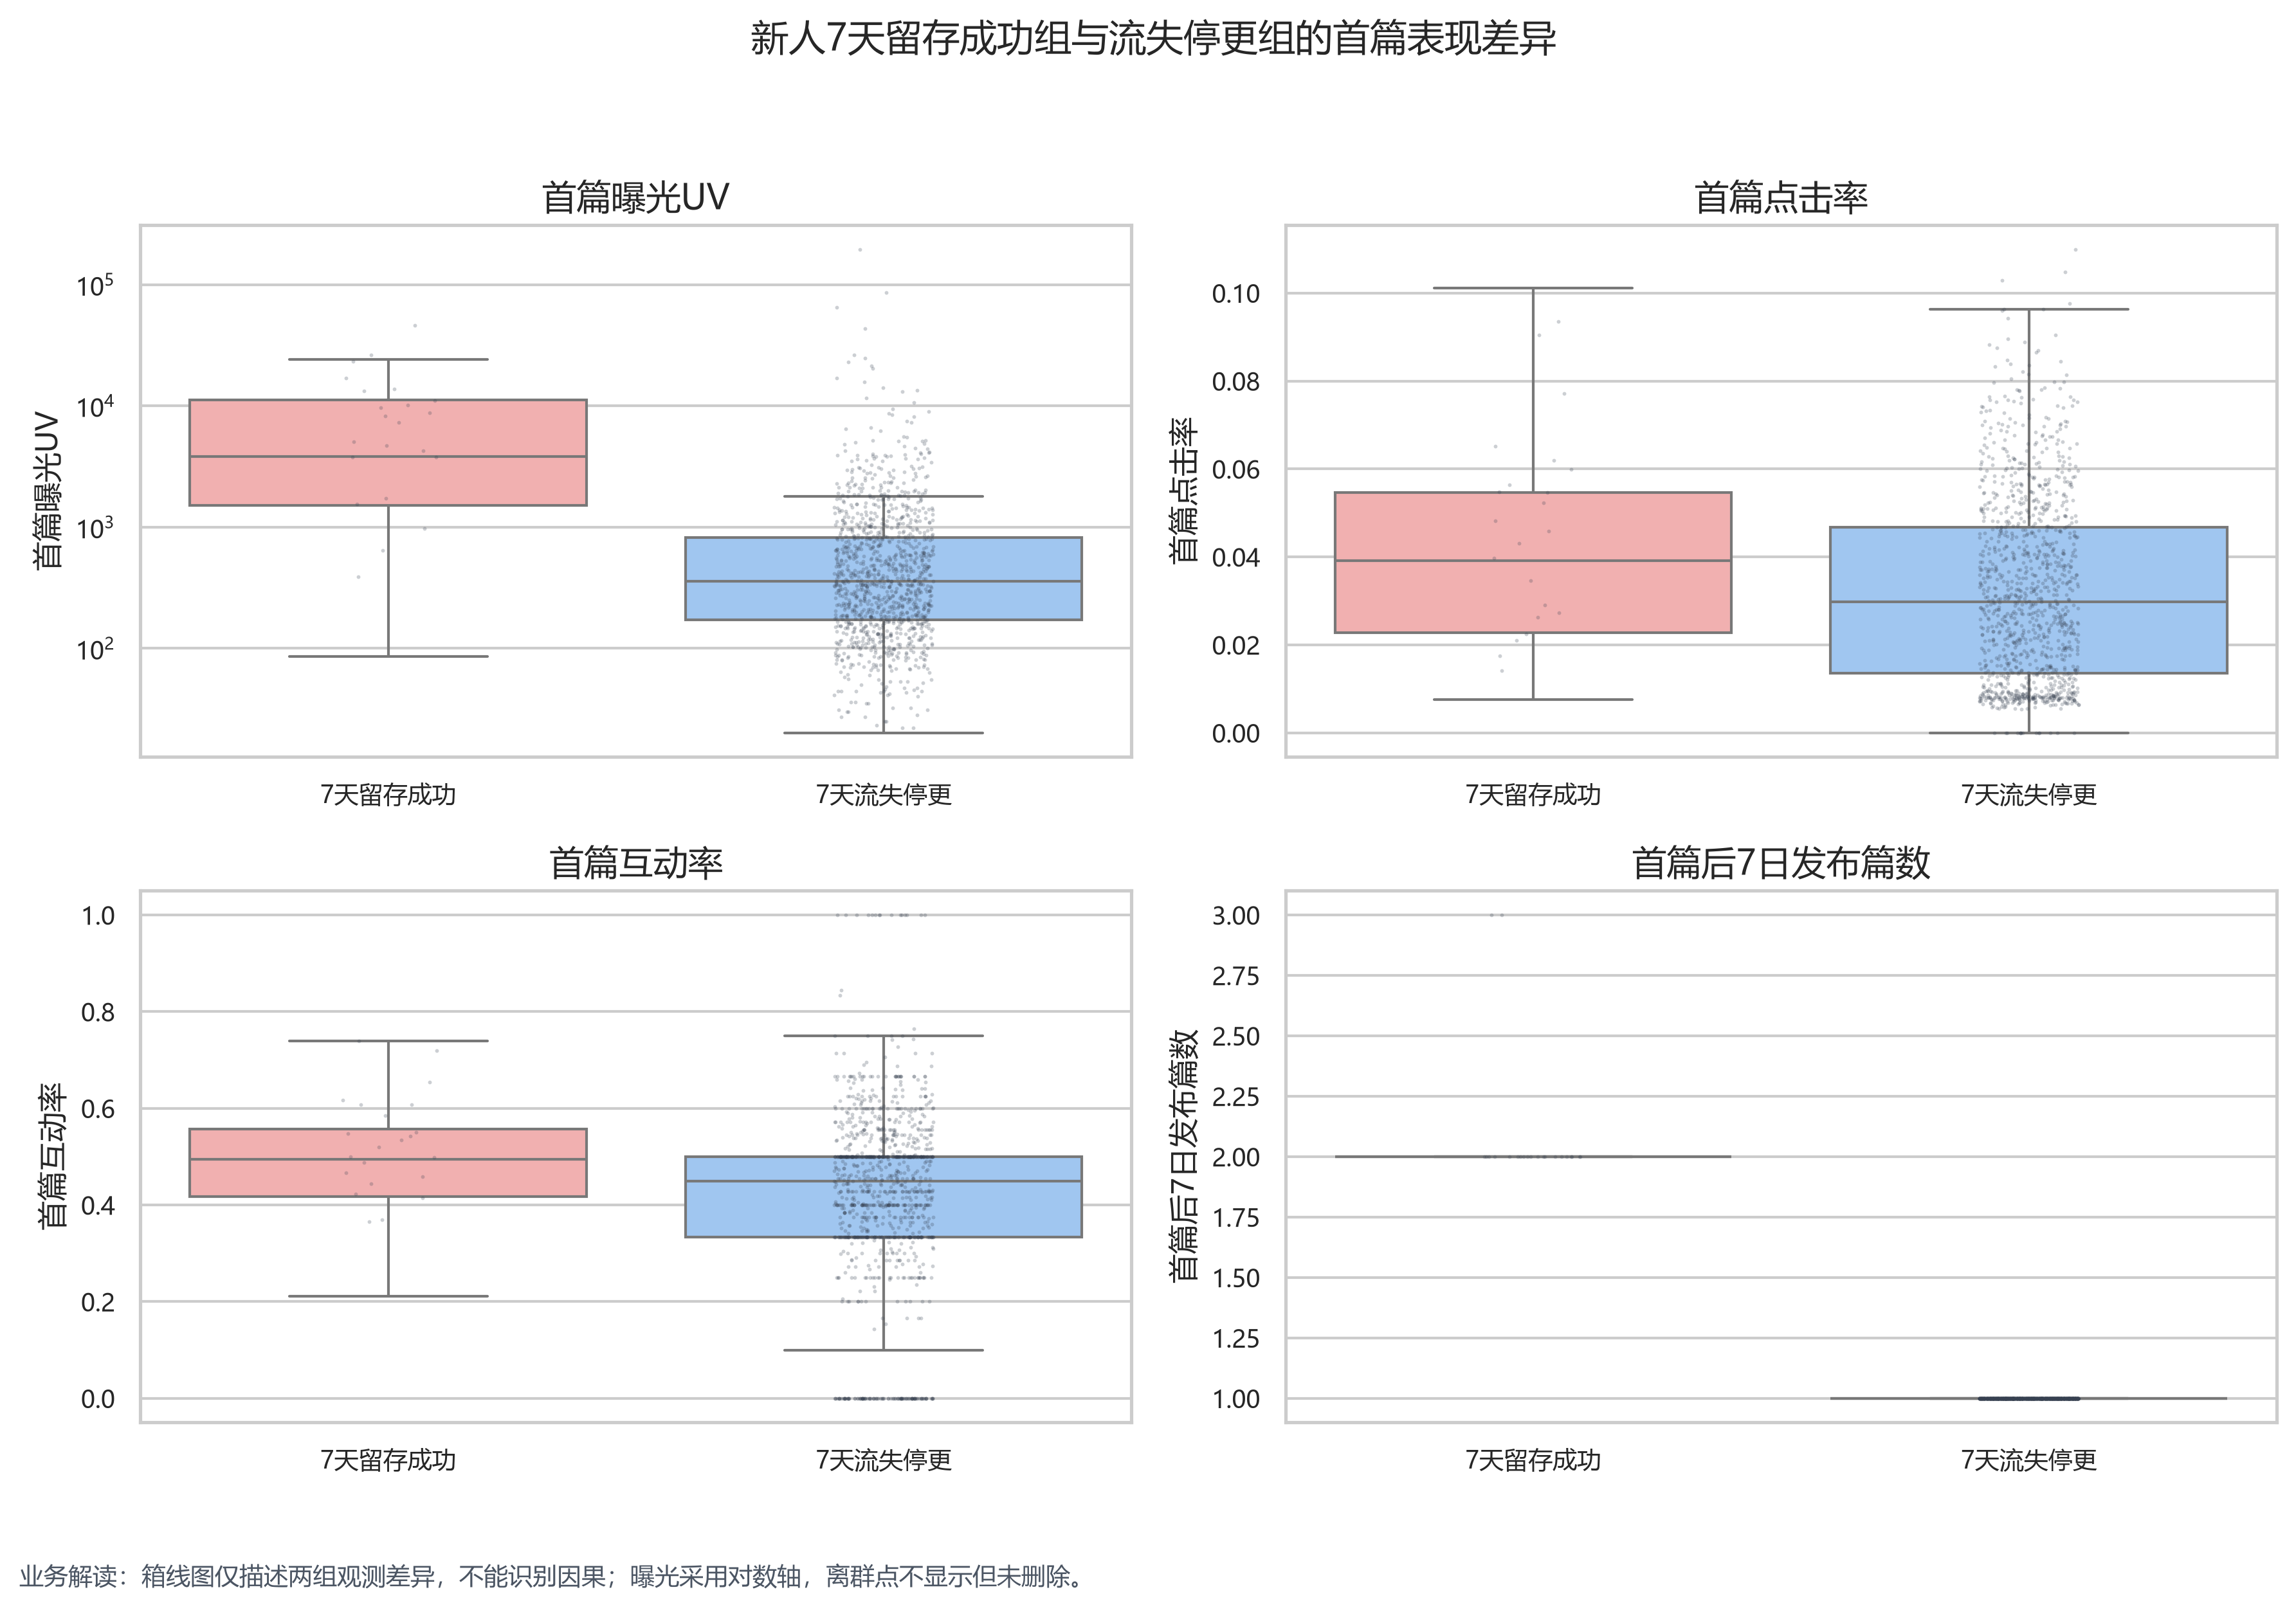 新人7天留存成功组与流失停更组的首篇表现差异
首篇曝光UV
首篇曝光UV
10⁵
10⁴
10³
10²
7天留存成功
7天流失停更
首篇点击率
首篇点击率
0.10
0.08
0.06
0.04
0.02
0.00
7天留存成功
7天流失停更
首篇互动率
首篇互动率
1.0
0.8
0.6
0.4
0.2
0.0
7天留存成功
7天流失停更
首篇后7日发布篇数
首篇后7日发布篇数
3.00
2.75
2.50
2.25
2.00
1.75
1.50
1.25
1.00
7天留存成功
7天流失停更
业务解读：箱线图仅描述两组观测差异，不能识别因果；曝光采用对数轴，离群点不显示但未删除。